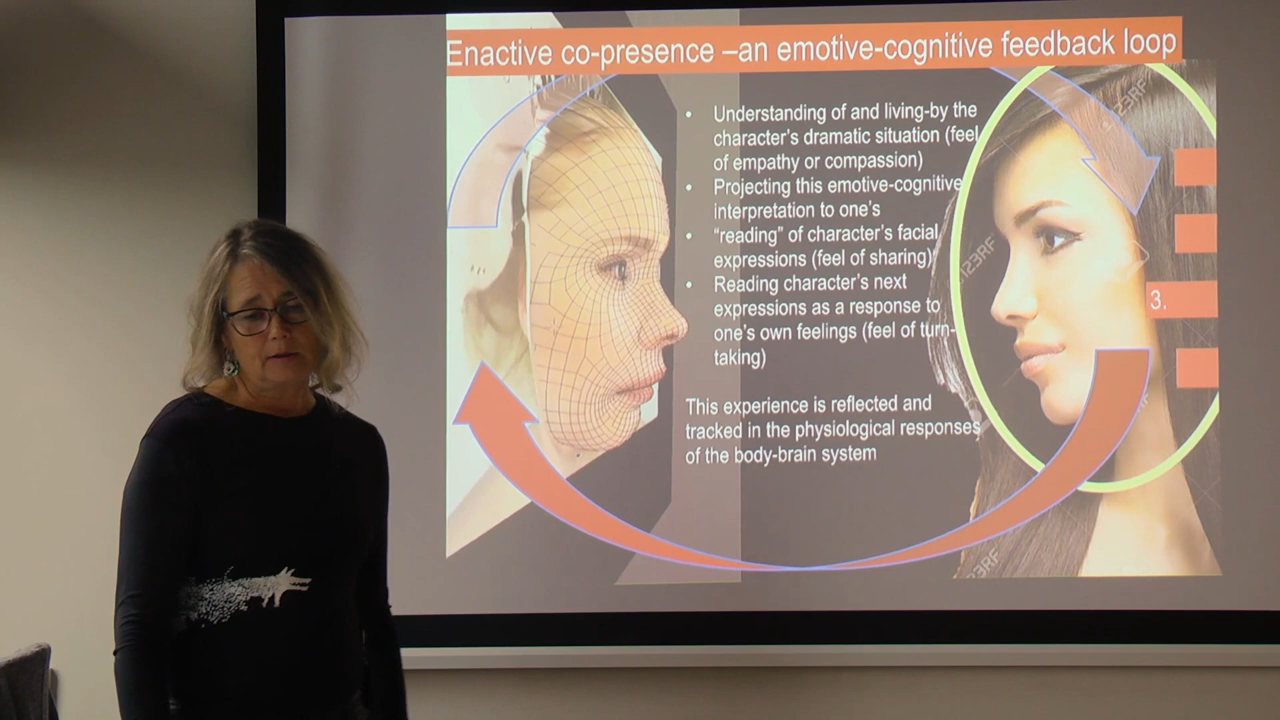 Enactive co-presence –an emotive-cognitive feedback loop
• Understanding of and living-by the
character's dramatic situation (feel
of empathy or compassion)
• Projecting this emotive-cognitive
interpretation to one's
• “reading” of character's facial
expressions (feel of sharing)
• Reading character's next
expressions as a response to
one's own feelings (feel of turn-
taking)
This experience is reflected and
tracked in the physiological responses
of the body-brain system
3.
123RF
123RF
123RF